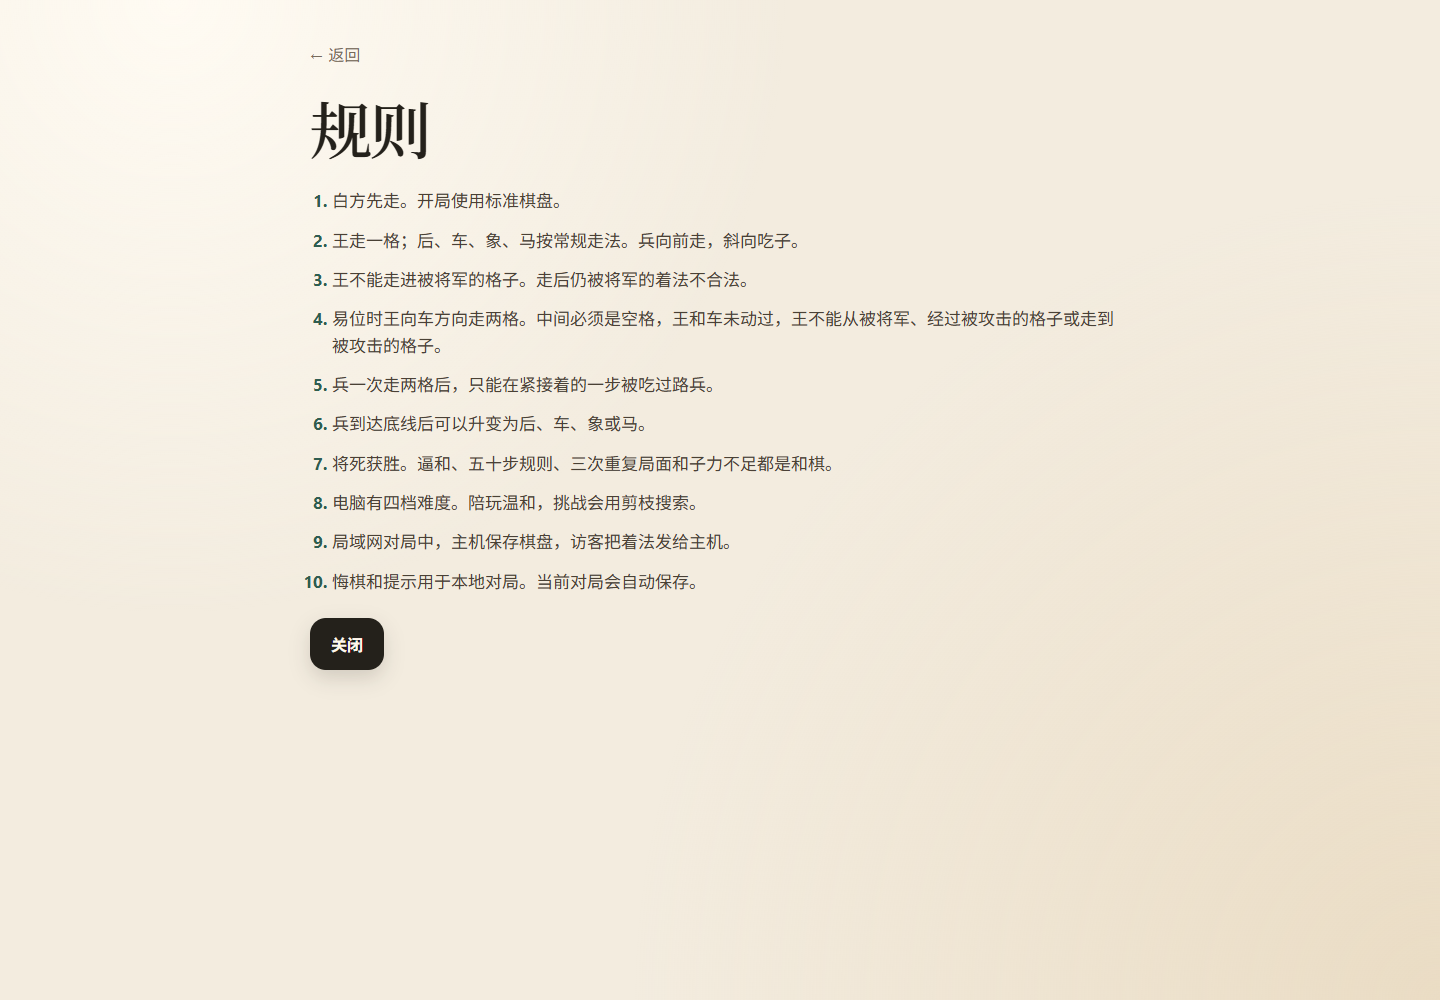 ← 返回
规则
1. 白方先走。开局使用标准棋盘。
2. 王走一格；后、车、象、马按常规走法。兵向前走，斜向吃子。
3. 王不能走进被将军的格子。走后仍被将军的着法不合法。
4. 易位时王向车方向走两格。中间必须是空格，王和车未动过，王不能从被将军、经过被攻击的格子或走到
被攻击的格子。
5. 兵一次走两格后，只能在紧接着的一步被吃过路兵。
6. 兵到达底线后可以升变为后、车、象或马。
7. 将死获胜。逼和、五十步规则、三次重复局面和子力不足都是和棋。
8. 电脑有四档难度。陪玩温和，挑战会用剪枝搜索。
9. 局域网对局中，主机保存棋盘，访客把着法发给主机。
10. 悔棋和提示用于本地对局。当前对局会自动保存。
关闭